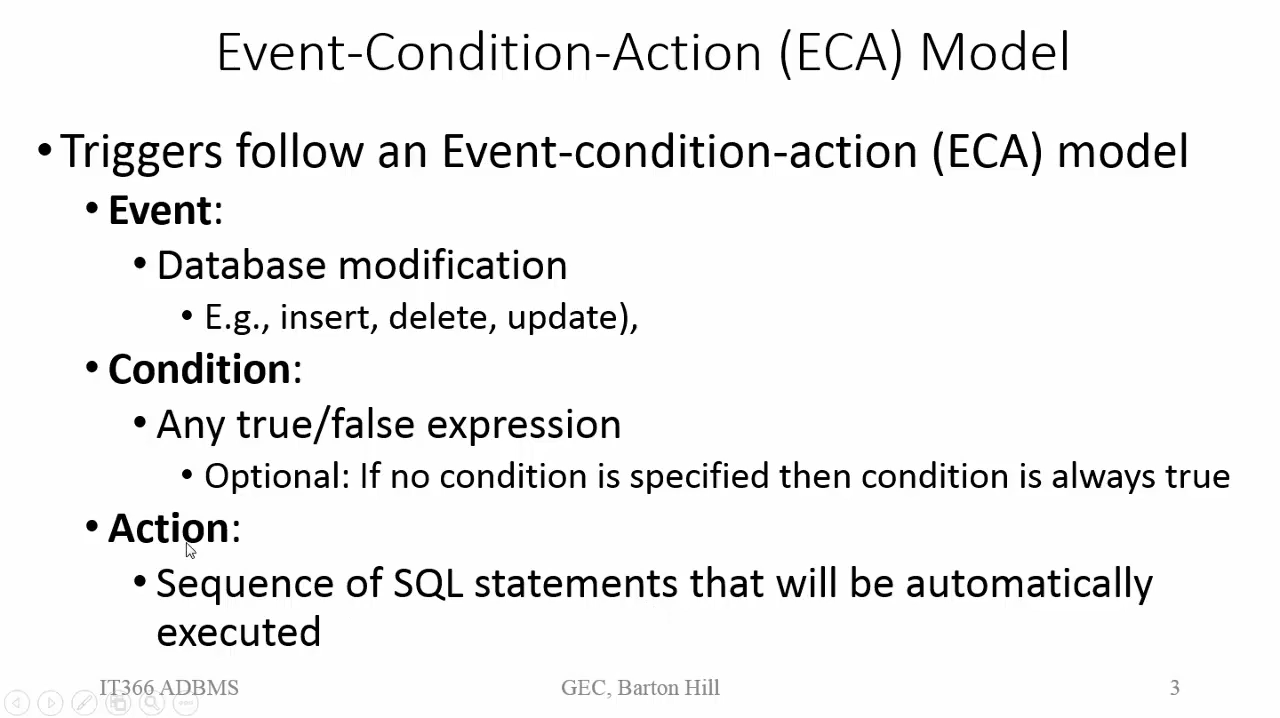 Event-Condition-Action (ECA) Model
• Triggers follow an Event-condition-action (ECA) model
• Event:
• Database modification
• E.g., insert, delete, update),
• Condition:
• Any true/false expression
• Optional: If no condition is specified then condition is always true
• Action:
• Sequence of SQL statements that will be automatically
executed
IT366 ADBMS
GEC, Barton Hill
3